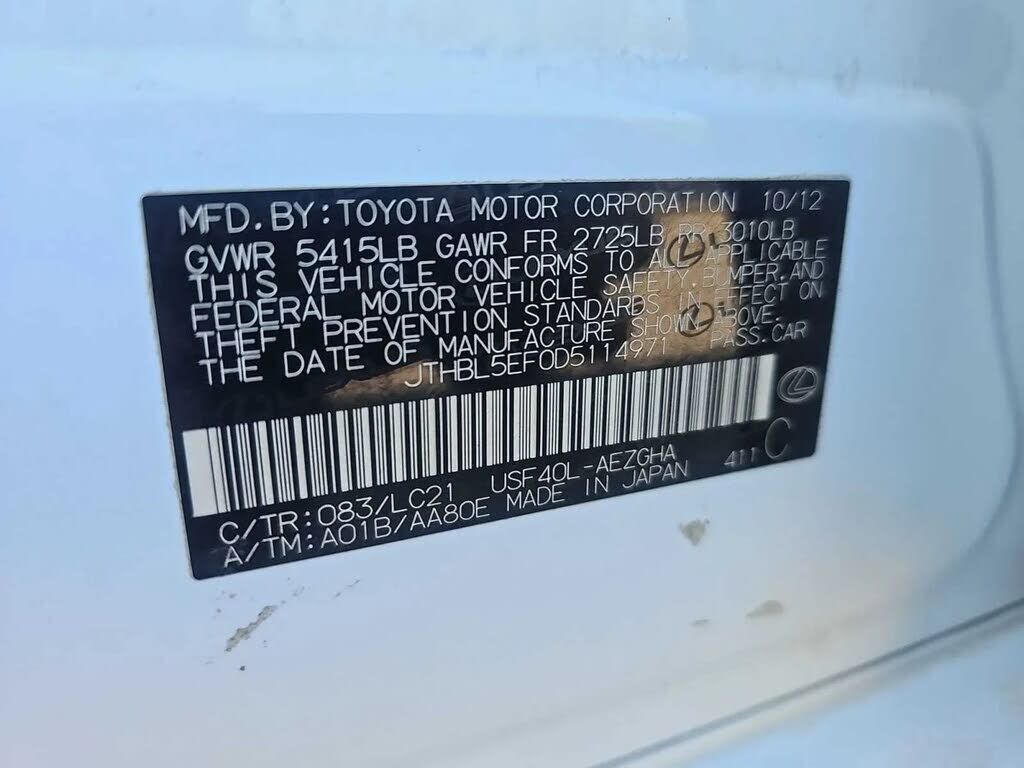 MFD.BY:TOYOTA MOTOR CORPORATION 10/12
GVWR 5415LB GAWR FR 2725LB RR 3010LB
THIS VEHICLE CONFORMS TO ALL APPLICABLE
FEDERAL MOTOR VEHICLE SAFETY,BUMPER,AND
THEFT PREVENTION STANDARDS IN EFFECT ON
THE DATE OF MANUFACTURE SHOWN ABOVE.
JTHBL5EF0D5114971 PASS.CAR
C/TR:083/LC21 USF40L-AEZGHA 411 C
A/TM:A01B/AA80E MADE IN JAPAN